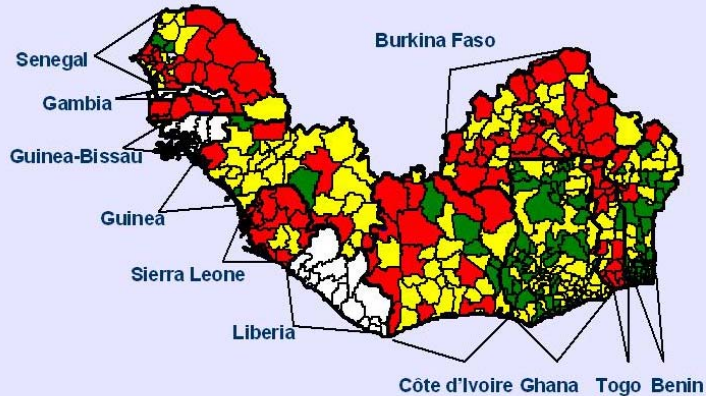 Senegal
Burkina Faso
Gambia
Guinea-Bissau
Guinea
Sierra Leone
Liberia
Côte d'Ivoire Ghana Togo Benin